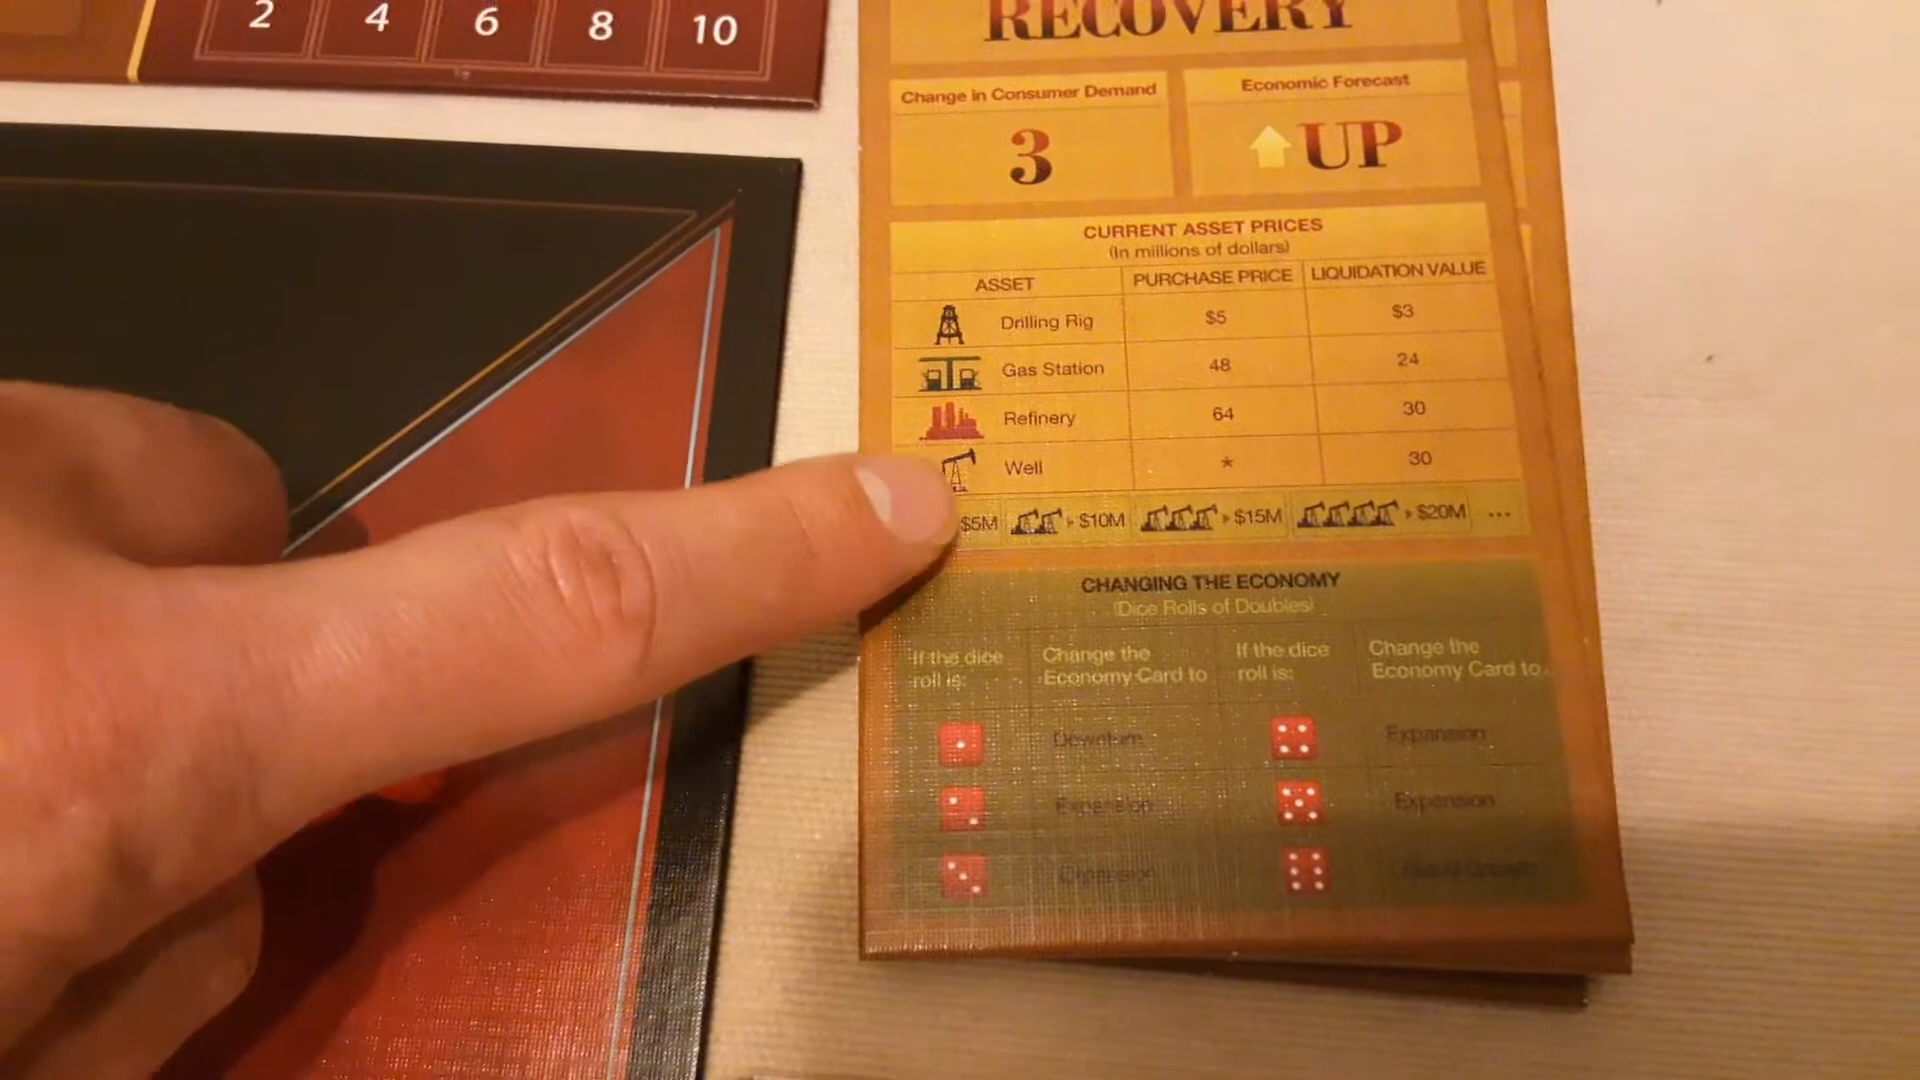 2 4 6 8 10
RECOVERY
Change in Consumer Demand
3
Economic Forecast
UP
CURRENT ASSET PRICES
(In millions of dollars)
ASSET PURCHASE PRICE LIQUIDATION VALUE
Drilling Rig $5 $3
Gas Station 48 24
Refinery 64 30
Well * 30
$5M $10M $15M $20M ...
CHANGING THE ECONOMY
(Dice Rolls of Doubles)
If the dice roll is:
Change the Economy Card to
If the dice roll is:
Change the Economy Card to
Downturn Expansion
Expansion Expansion
Expansion